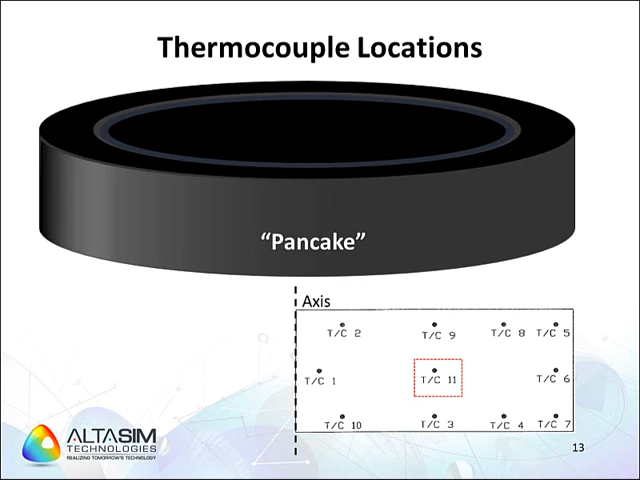 Thermocouple Locations
“Pancake”
Axis
T/C 2 T/C 9 T/C 8 T/C 5
T/C 1 T/C 11 T/C 6
T/C 10 T/C 3 T/C 4 T/C 7
ALTASIM
TECHNOLOGIES
REALIZING TOMORROW'S TECHNOLOGY
13